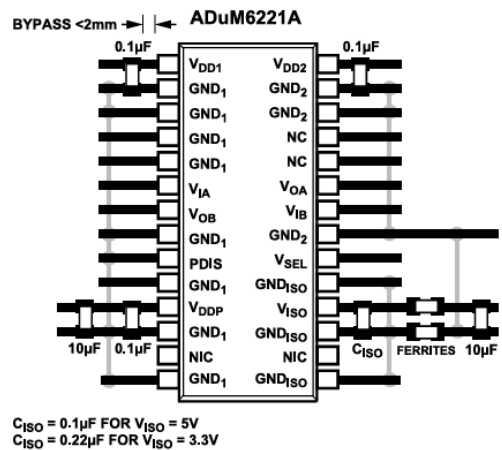 BYPASS <2mm
ADuM6221A
0.1µF
0.1µF
VDD1
VDD2
GND1
GND2
GND1
GND2
GND1
NC
GND1
NC
VIA
VOA
VOB
VIB
GND1
GND2
PDIS
VSEL
GND1
GNDISO
VDDP
VISO
GND1
GNDISO
10µF
0.1µF
NIC
NIC
CISO
FERRITES
10µF
GND1
GNDISO
CISO = 0.1µF FOR VISO = 5V
CISO = 0.22µF FOR VISO = 3.3V